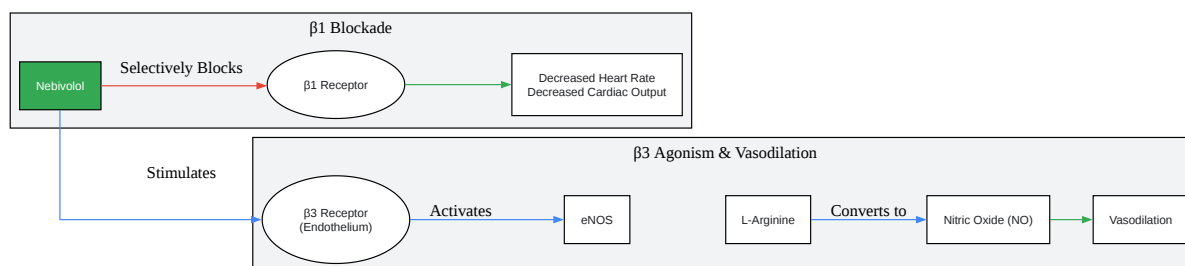 β1 Blockade
Nebivolol
Selectively Blocks
β1 Receptor
Decreased Heart Rate
Decreased Cardiac Output
β3 Agonism & Vasodilation
Stimulates
β3 Receptor
(Endothelium)
Activates
eNOS
L-Arginine
Converts to
Nitric Oxide (NO)
Vasodilation